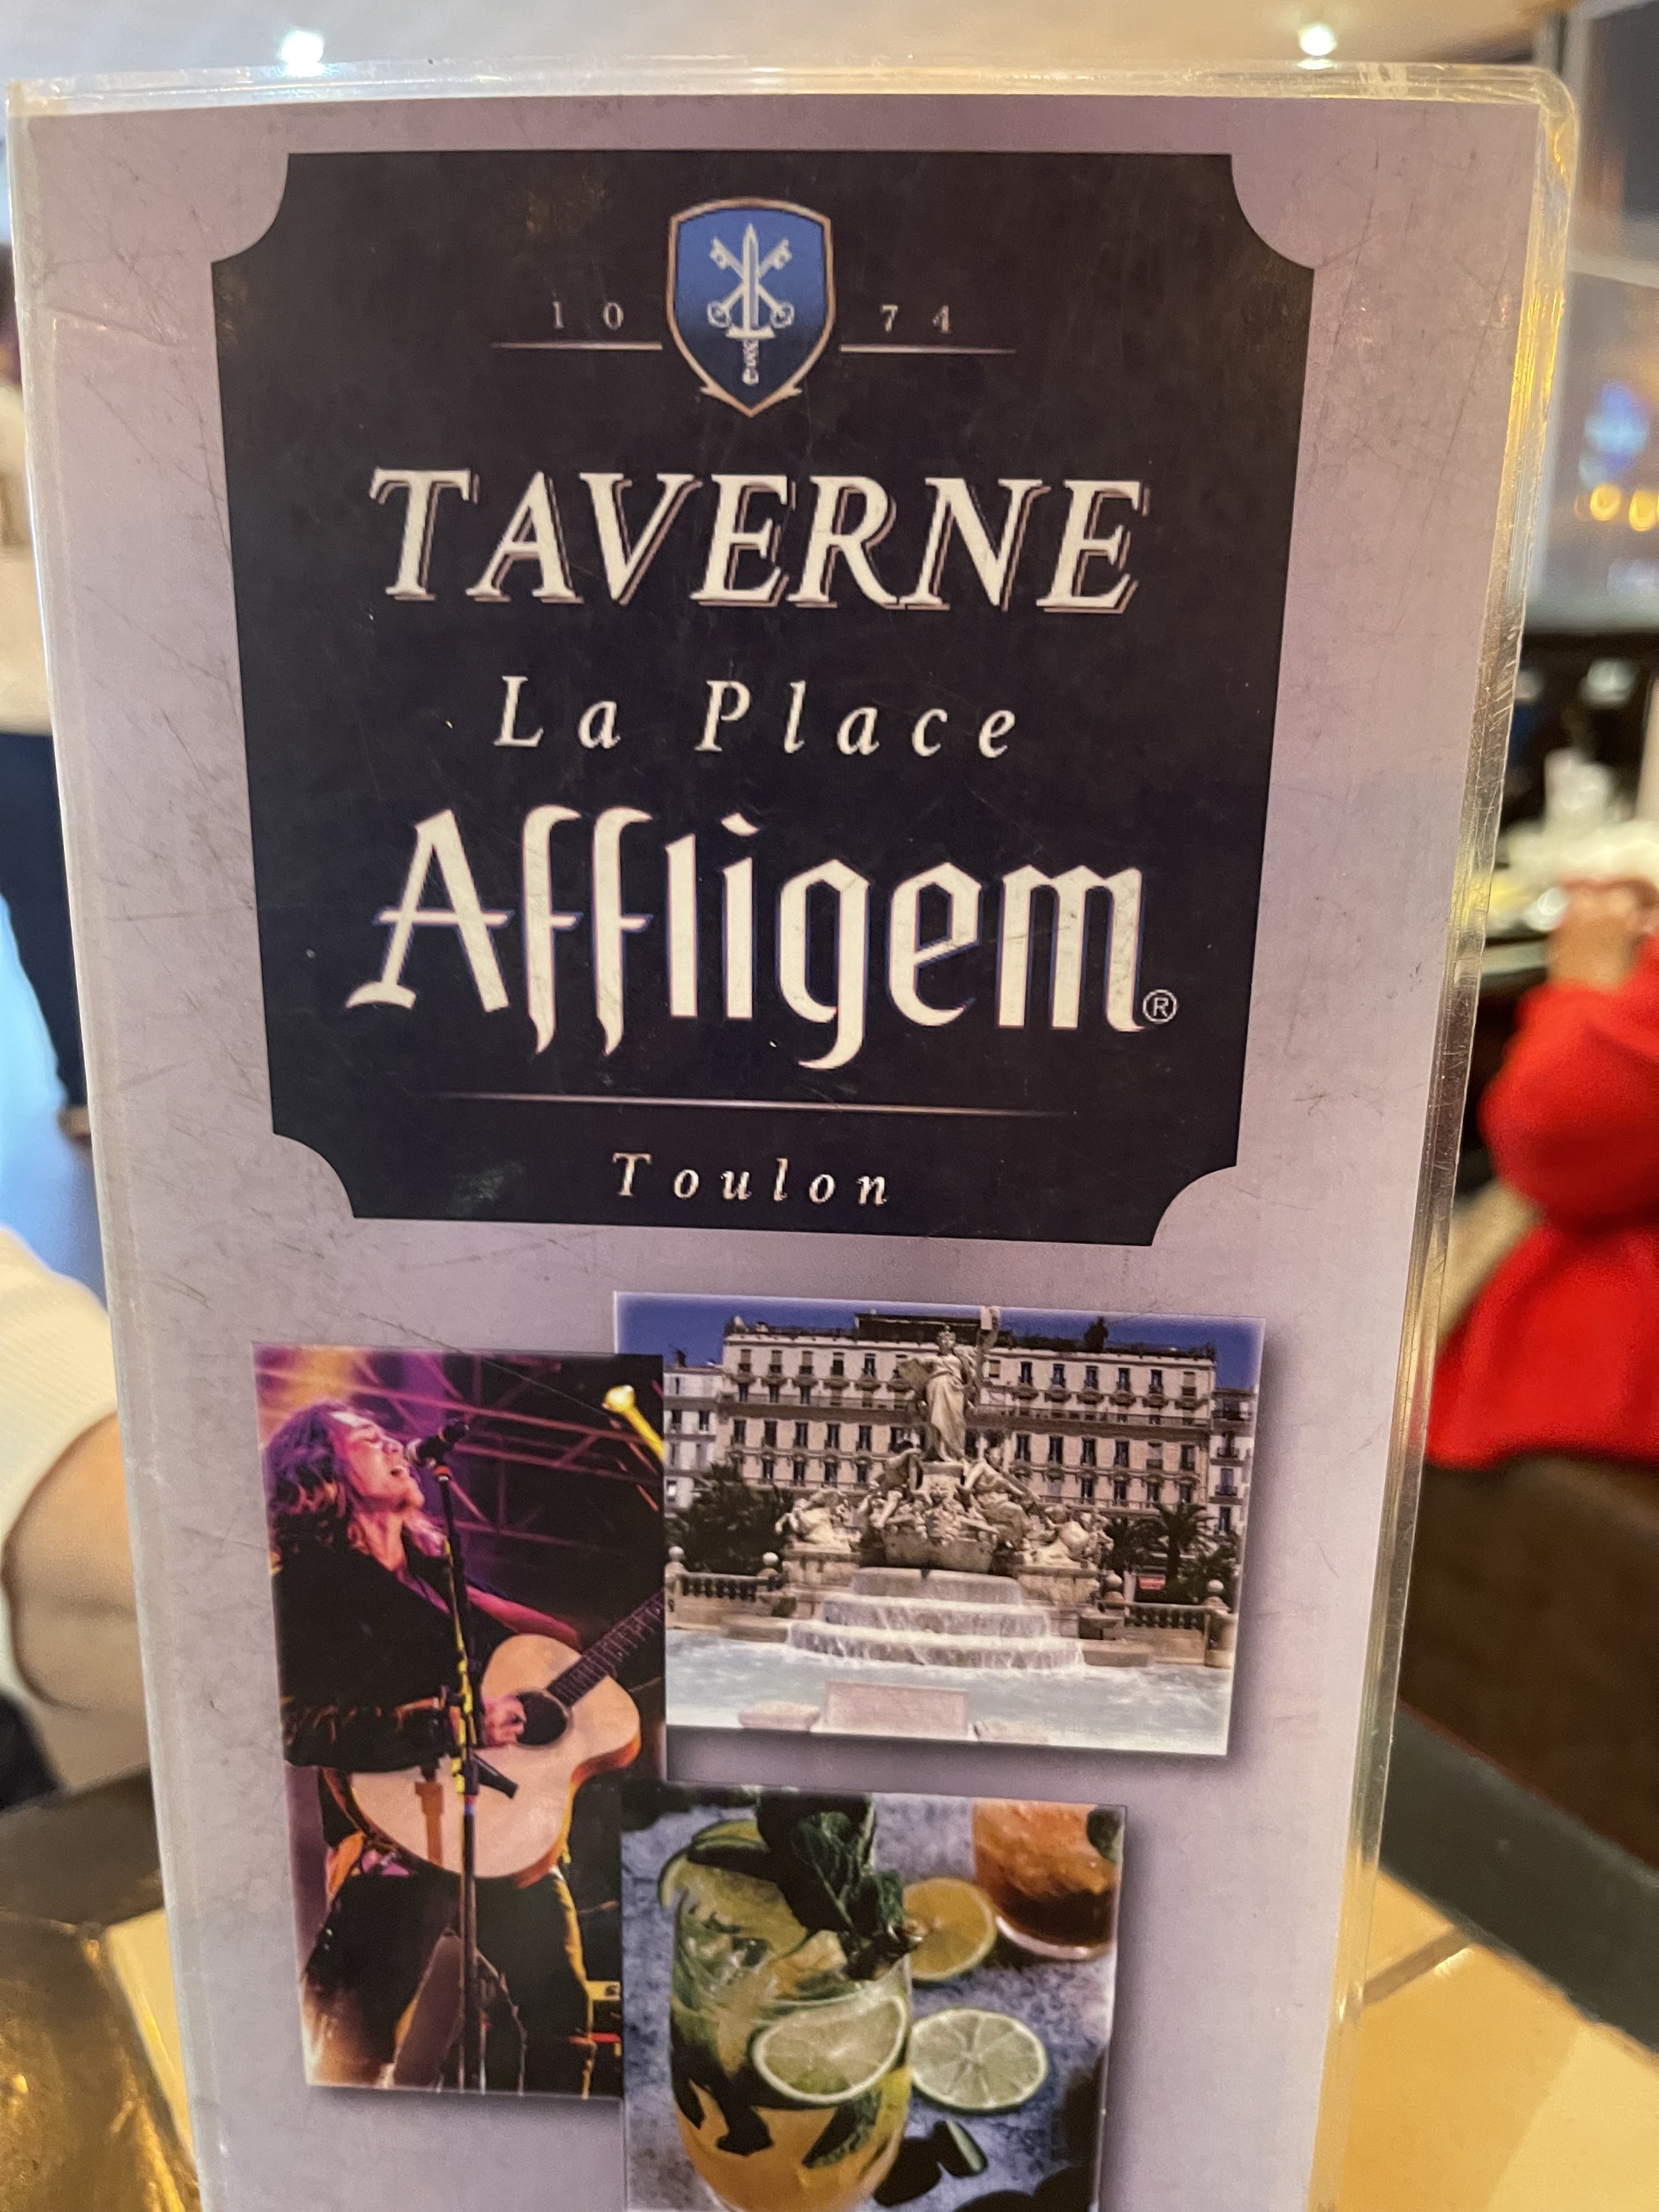 10 74
TAVERNE
La Place
Affligem®
Toulon